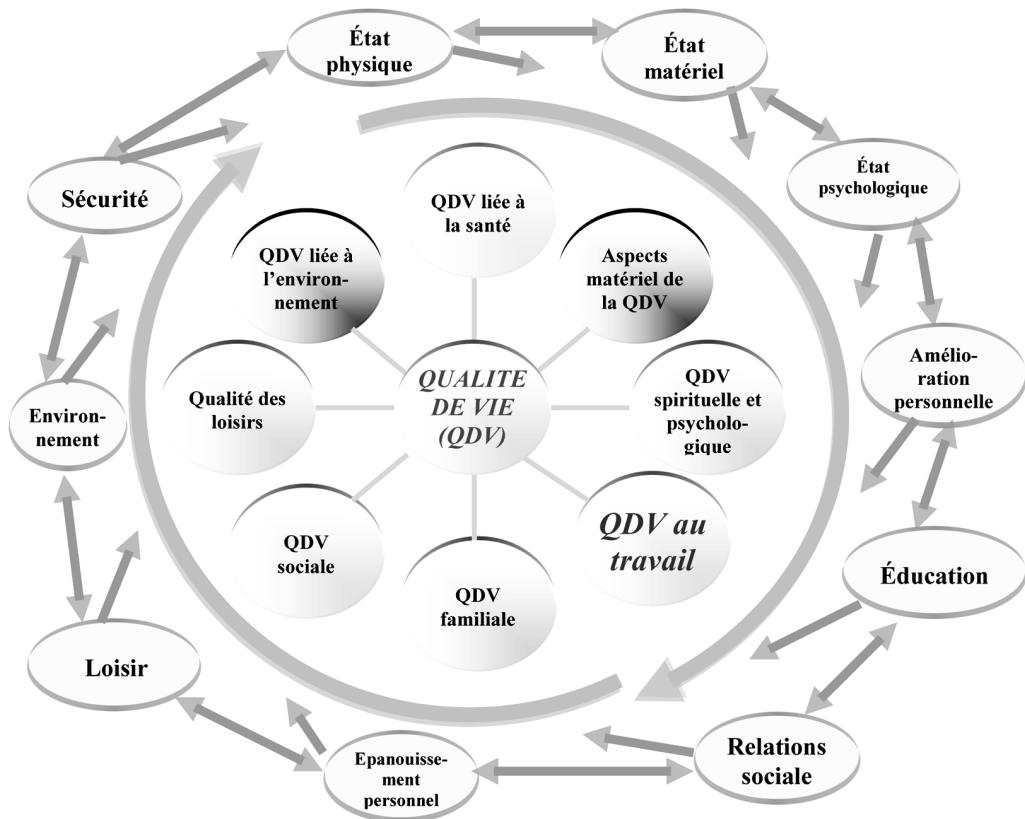 État
physique
État
matériel
État
psychologique
Sécurité
QDV liée à
la santé
QDV liée à
l’environ-
nement
Aspects
matériel de
la QDV
Amélio-
ration
personnelle
Environ-
nement
Qualité des
loisirs
QUALITE
DE VIE
(QDV)
QDV
spirituelle et
psycholo-
gique
QDV
sociale
QDV
familiale
QDV au
travail
Éducation
Loisir
Epanouisse-
ment
personnel
Relations
sociale